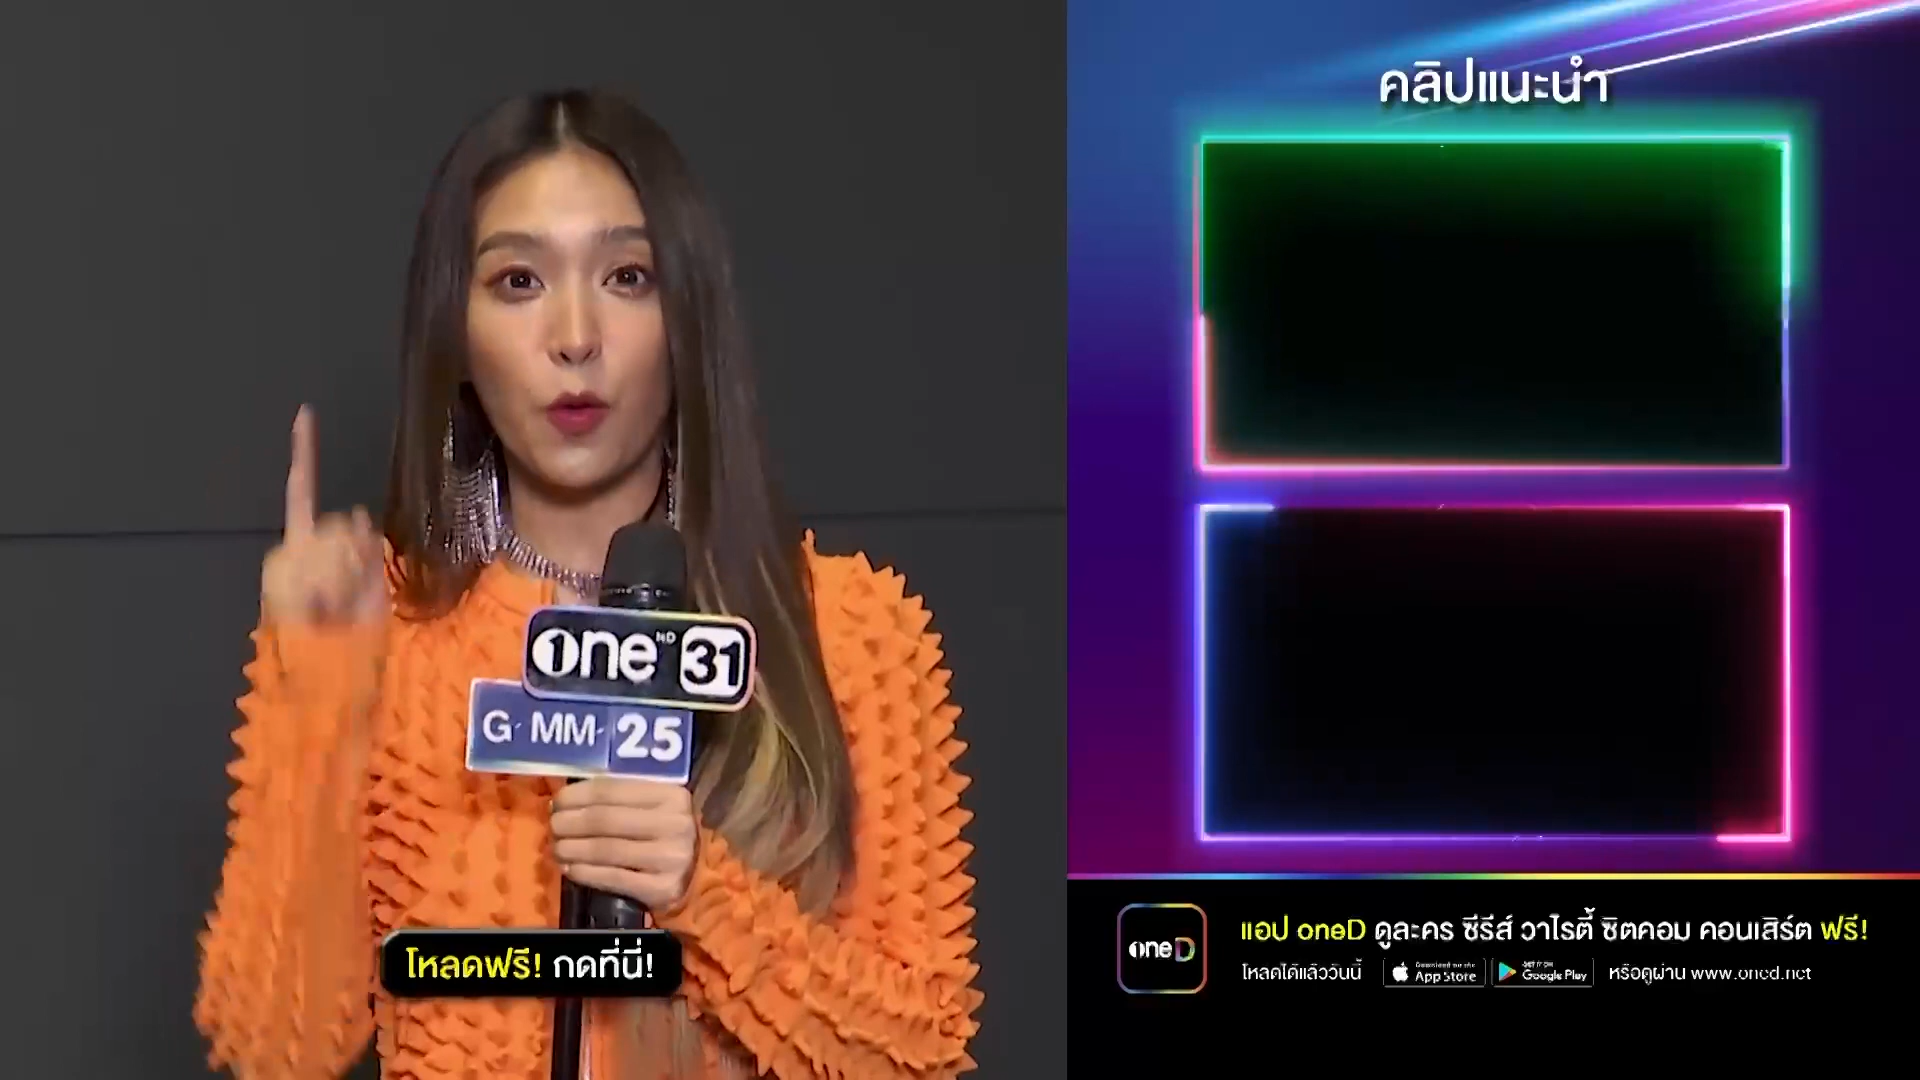 คลิปแนะนำ
one ND 31
GMM 25
โหลดฟรี! กดที่นี่!
oneD
แอป oneD ดูละคร ซีรีส์ วาไรตี้ ซิตคอม คอนเสิร์ต ฟรี!
โหลดได้แล้ววันนี้ App Store Google Play หรือดูผ่าน www.oned.net